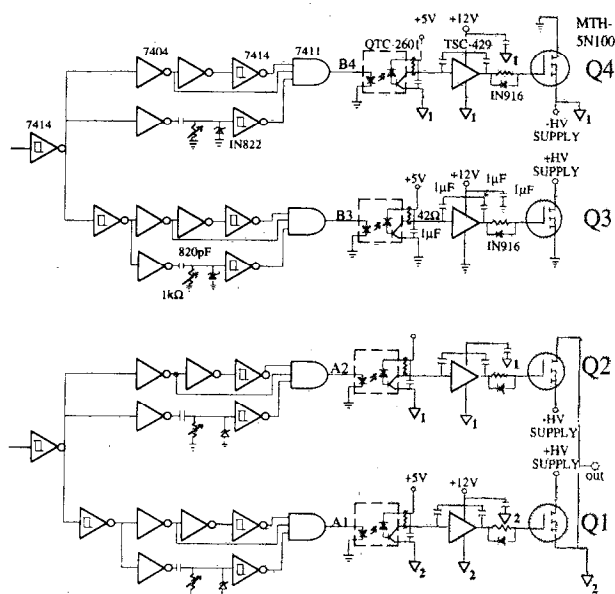 +5V
+12V
MTH-
5N100
7404
7414
7411
B4
QTC-2601
TSC-429
1
Q4
IN916
1
1
1
-HV
SUPPLY
7414
IN822
+HV
SUPPLY
+5V
+12V
1µF
1µF
1µF
B3
42Ω
1µF
Q3
IN916
820pF
1kΩ
A2
1
Q2
1
1
-HV
SUPPLY
+HV
SUPPLY
out
+5V
+12V
2
A1
Q1
2
2
2